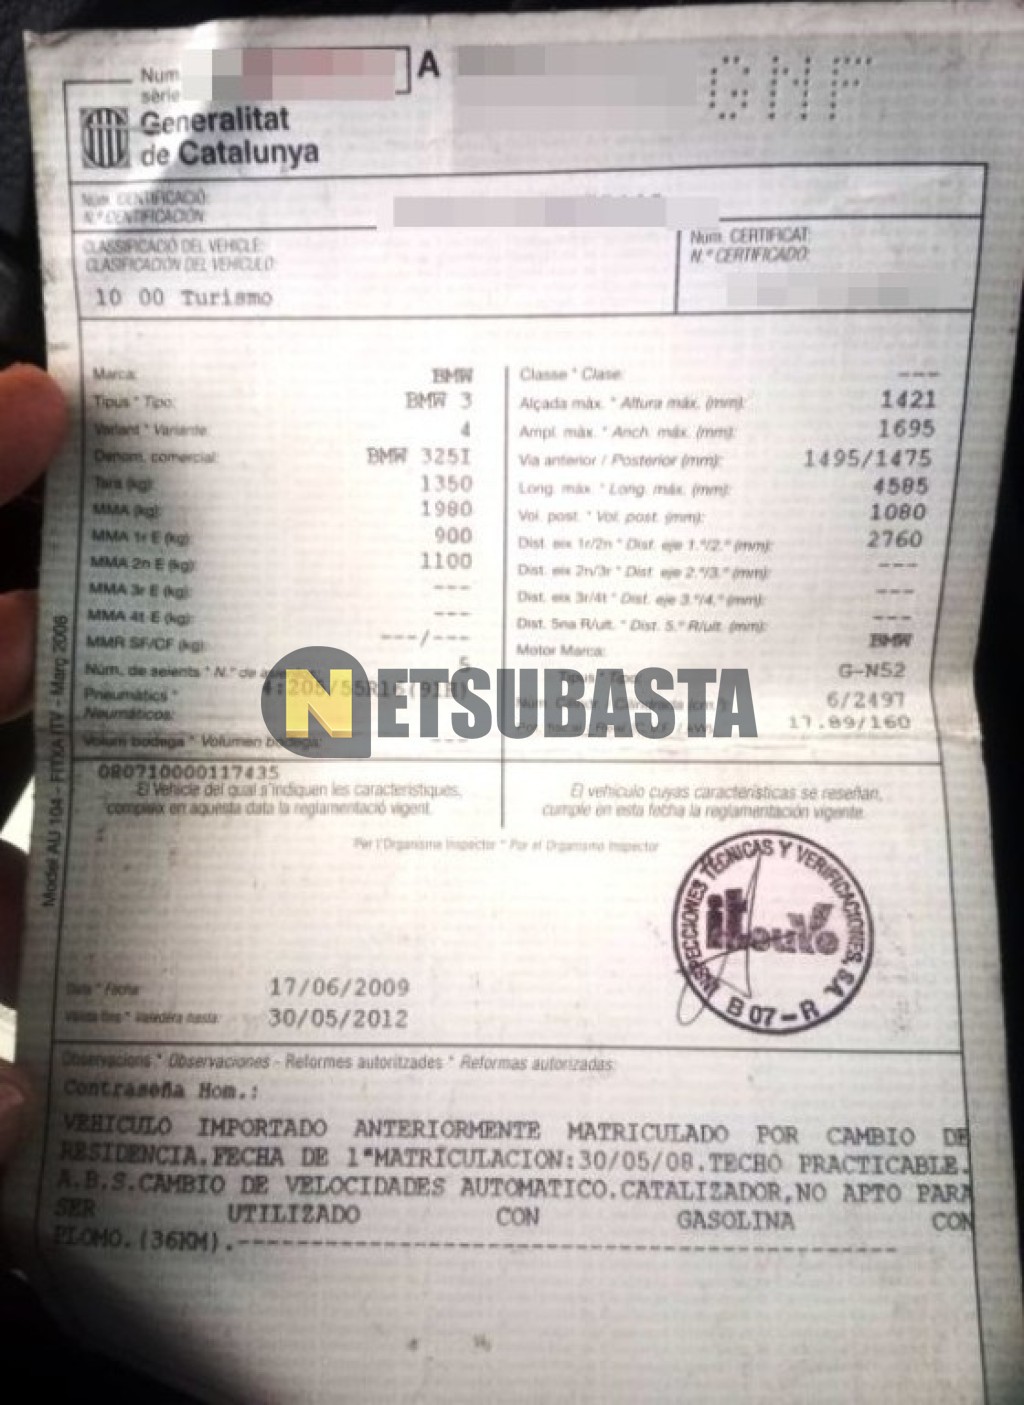 Num.
sèrie
A
GMF
Generalitat
de Catalunya
Núm. IDENTIFICACIÓ:
N.º IDENTIFICACIÓN:
CLASSIFICACIÓ DEL VEHICLE:
CLASIFICACIÓN DEL VEHÍCULO:
10 00 Turismo
Núm. CERTIFICAT:
N.º CERTIFICADO:
Marca: BMW
Tipus * Tipo: BMW 3
Variant * Variante: 4
Denom. comercial: BMW 325I
Tara (kg): 1350
MMA (kg): 1980
MMA 1r E (kg): 900
MMA 2n E (kg): 1100
MMA 3r E (kg): ---
MMA 4t E (kg): ---
MMR SF/CF (kg): ---/---
Núm. de seients * N.º de 5
Pneumàtics * 4:205/55R16(91H)
Neumáticos:
Volum bodega * Volumen bodega: ---
Classe * Clase: ---
Alçada màx. * Altura máx. (mm): 1421
Ampl. màx. * Anch. máx. (mm): 1695
Via anterior / Posterior (mm): 1495/1475
Long. màx. * Long. máx. (mm): 4585
Vol. post. * Vol. post. (mm): 1080
Dist. eix 1r/2n * Dist. eje 1.º/2.º (mm): 2760
Dist. eix 2n/3r * Dist. eje 2.º/3.º (mm): ---
Dist. eix 3r/4t * Dist. eje 3.º/4.º (mm): ---
Dist. 5na R/ult. * Dist. 5.ª R/ult. (mm): ---
Motor Marca: BMW
Tipus * Tipo: G-N52
6/2497
17.89/160
NETSUBASTA
080710000117435
El Vehicle del qual s'indiquen les característiques,
compleix en aquesta data la reglamentació vigent.
El vehículo cuyas características se reseñan,
cumple en esta fecha la reglamentación vigente.
Per l'Organisme Inspector * Por el Organismo Inspector
INSPECCIONES TÉCNICAS Y VERIFICACIONES, S.A.
B 07-R
Data * Fecha: 17/06/2009
Vàlida fins * Valedera hasta: 30/05/2012
Observacions * Observaciones - Reformes autoritzades * Reformas autorizadas:
Contraseña Hom.:
VEHICULO IMPORTADO ANTERIORMENTE MATRICULADO POR CAMBIO DE
RESIDENCIA.FECHA DE 1ªMATRICULACION:30/05/08.TECHO PRACTICABLE.
A.B.S.CAMBIO DE VELOCIDADES AUTOMATICO.CATALIZADOR,NO APTO PARA
SER UTILIZADO CON GASOLINA CON
PLOMO.(36KM).---------------------------------------------
Model AU 104 - FITXA ITV - Març 2008